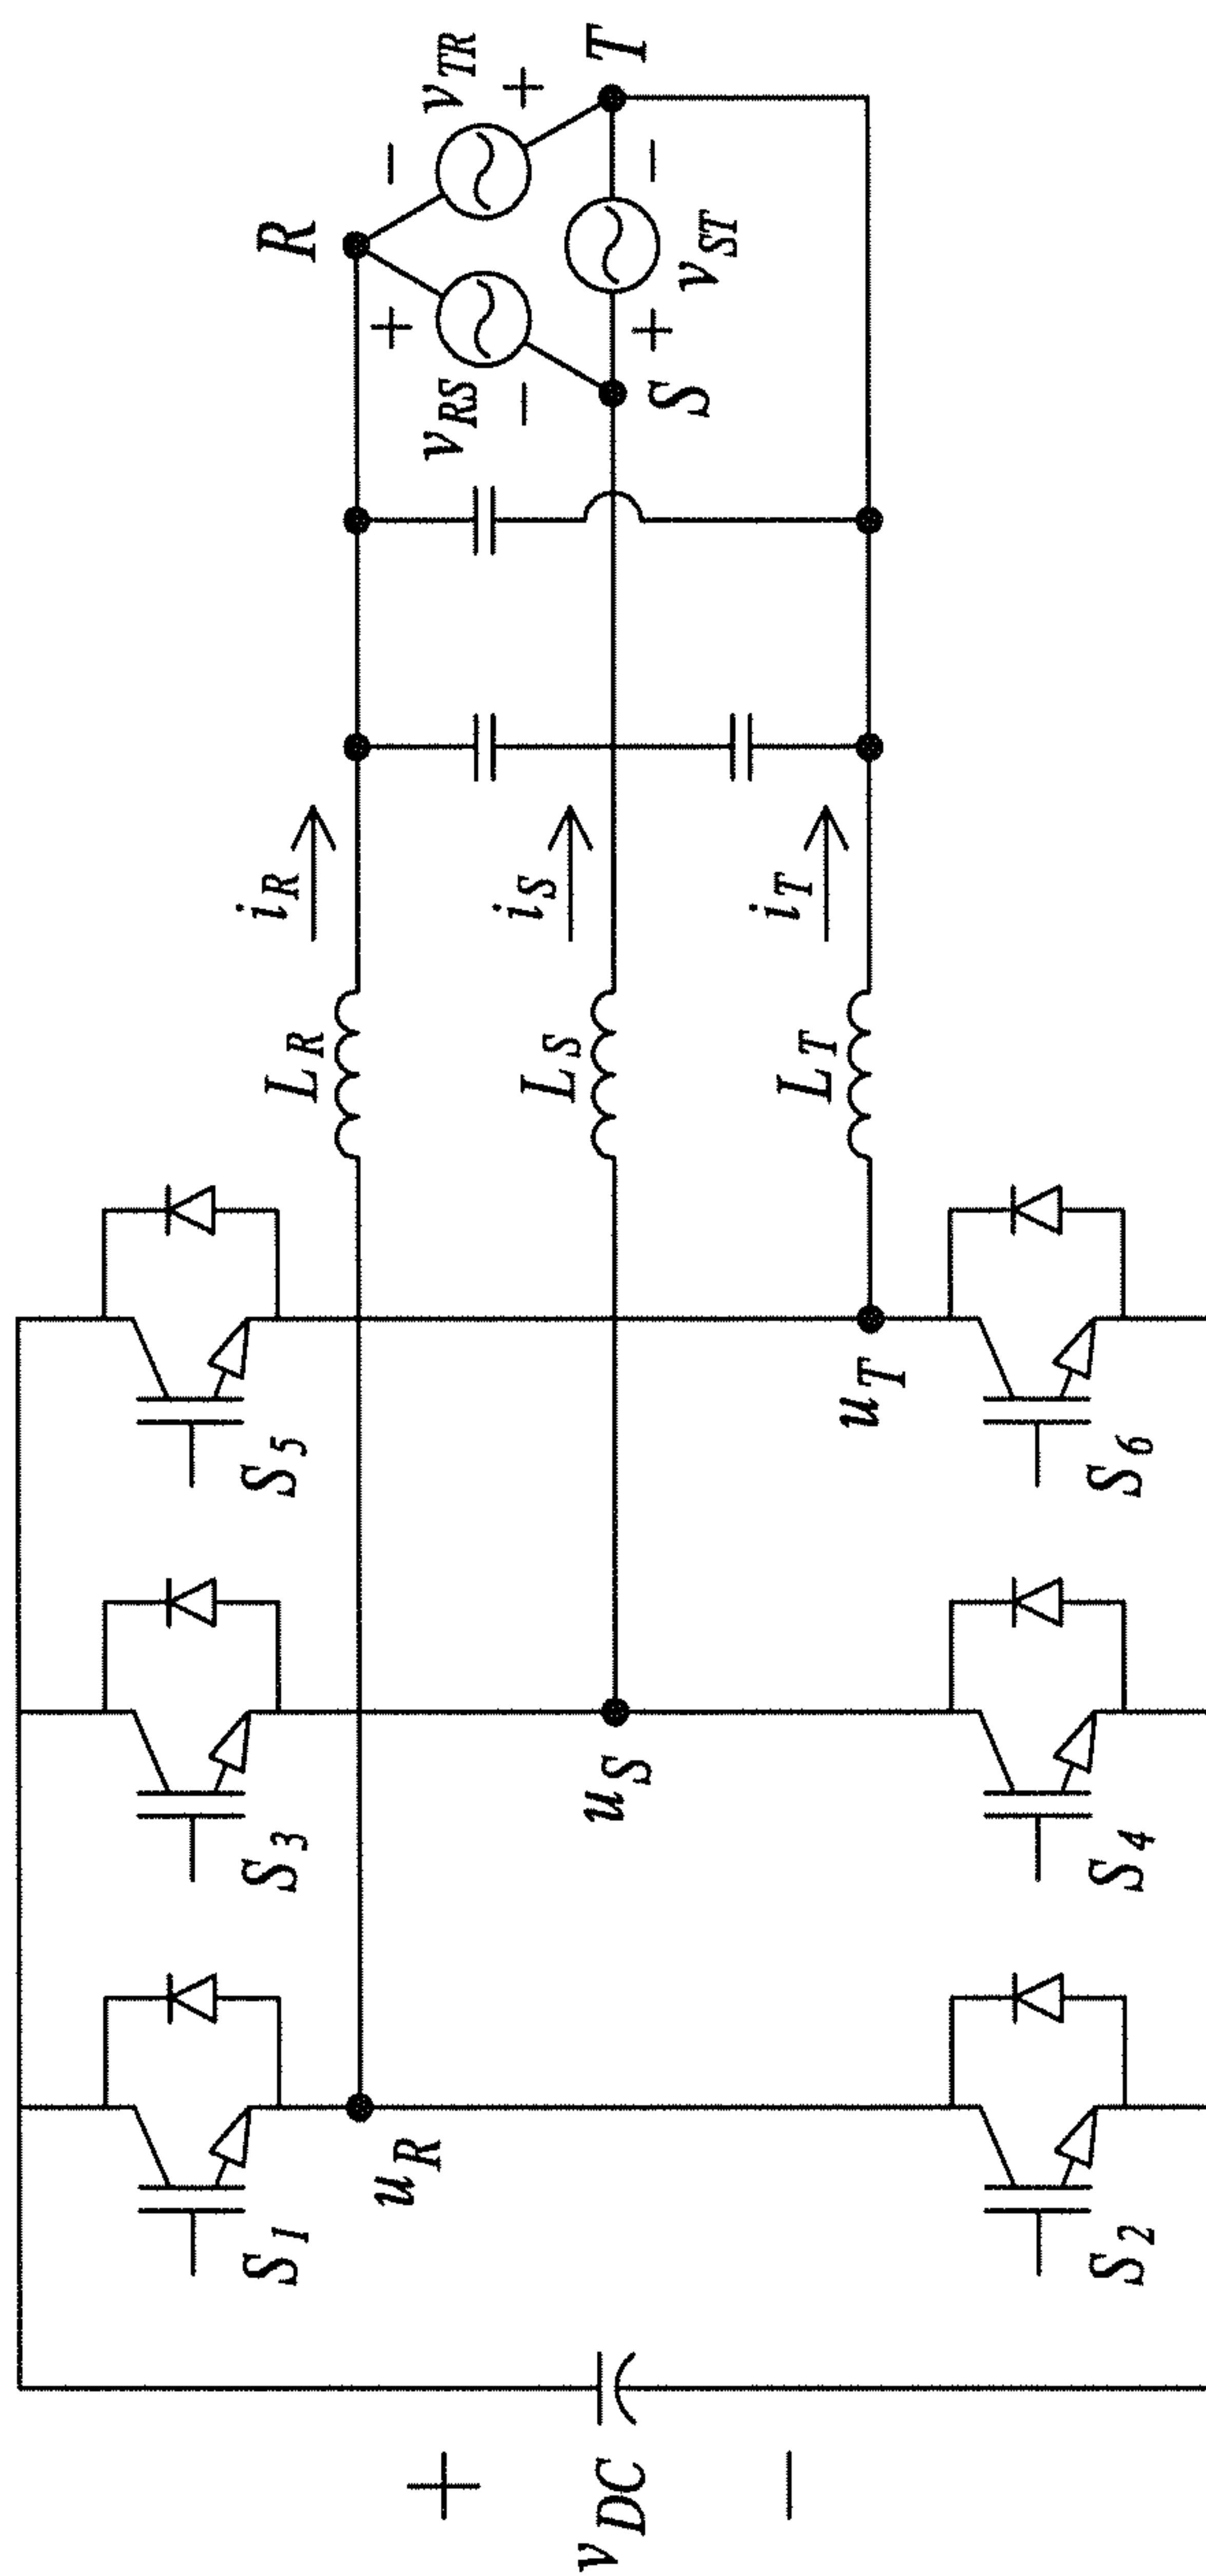 v_DC
+
−
S_1
S_2
u_R
S_3
S_4
u_S
S_5
S_6
u_T
L_R
L_S
L_T
i_R
i_S
i_T
v_RS
+
−
v_ST
+
−
v_TR
−
+
R
S
T